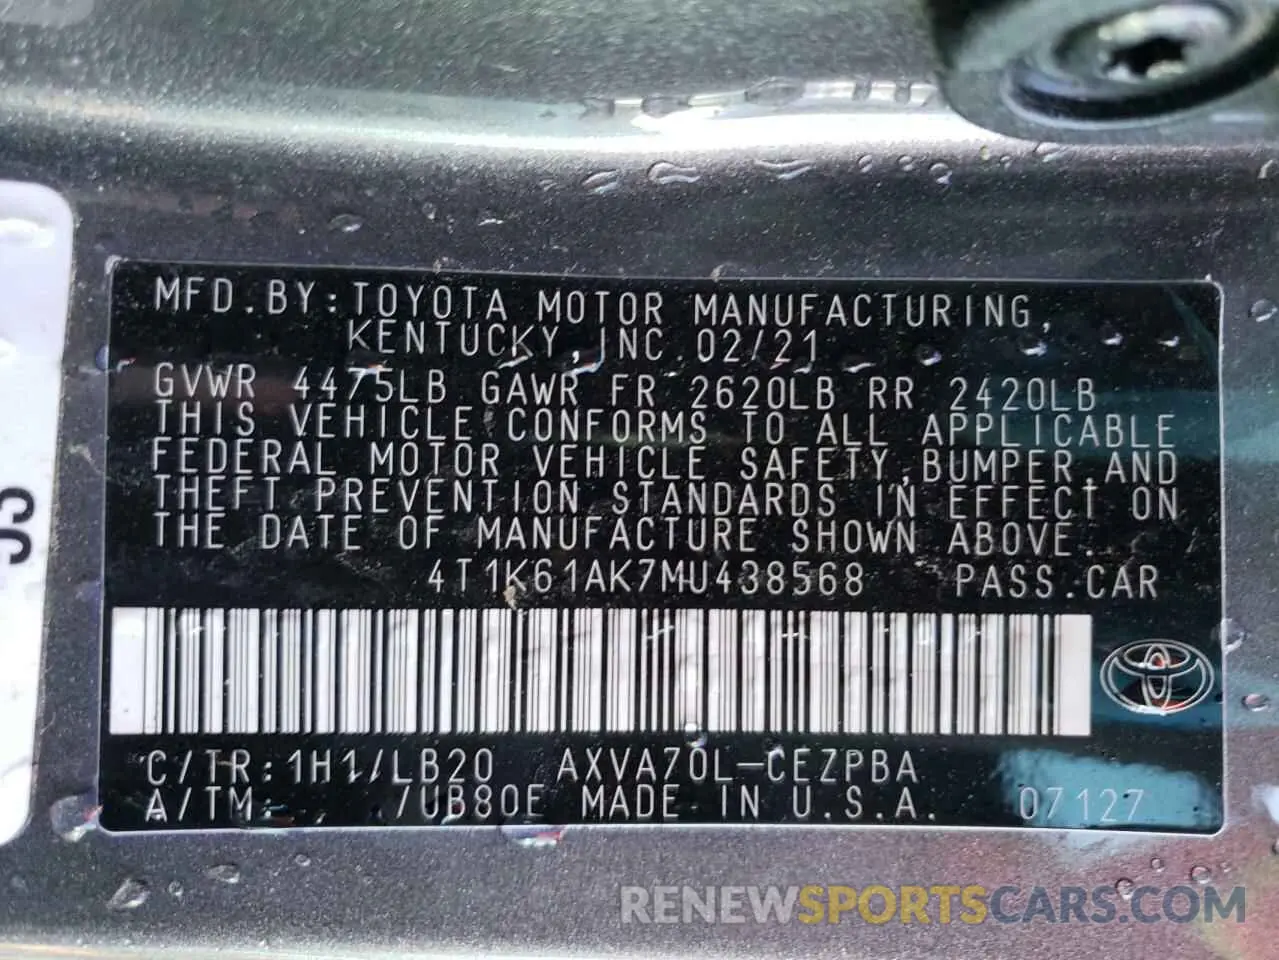 MFD.BY:TOYOTA MOTOR MANUFACTURING,
KENTUCKY, INC. 02/21
GVWR 4475LB GAWR FR 2620LB RR 2420LB
THIS VEHICLE CONFORMS TO ALL APPLICABLE
FEDERAL MOTOR VEHICLE SAFETY,BUMPER,AND
THEFT PREVENTION STANDARDS IN EFFECT ON
THE DATE OF MANUFACTURE SHOWN ABOVE.
4T1K61AK7MU438568 PASS.CAR
C/TR:1H1/LB20 AXVA70L-CEZPBA
A/TM: /UB80E MADE IN U.S.A. 07127
RENEWSPORTSCARS.COM